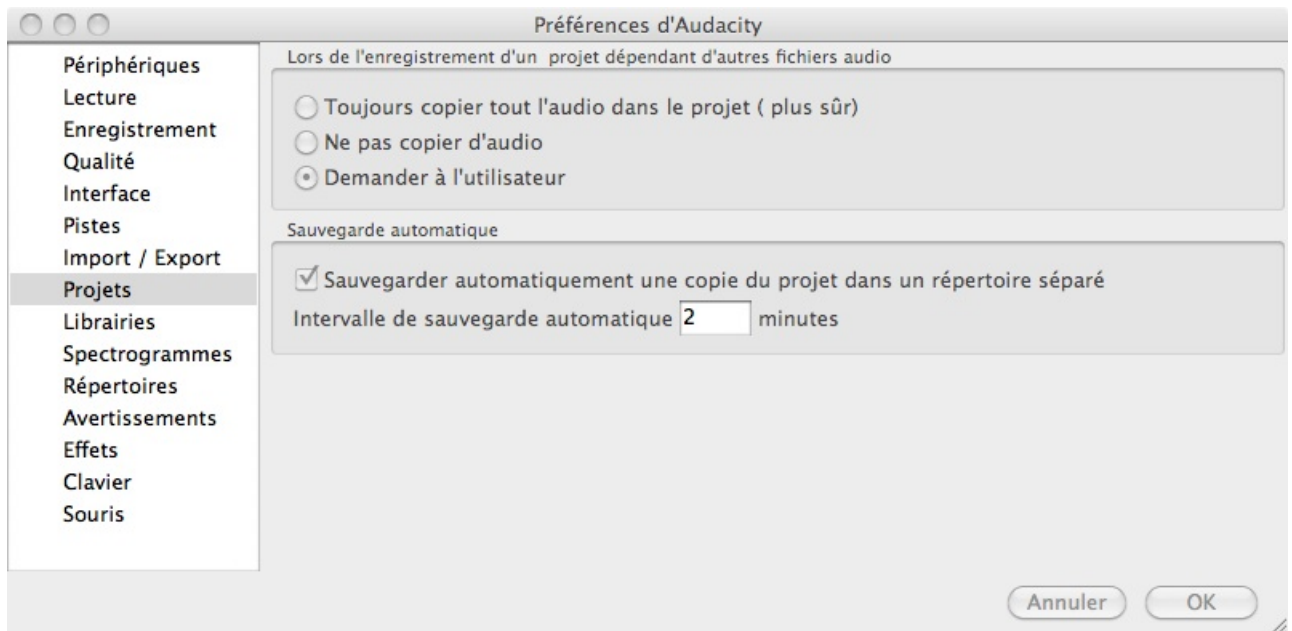 Préférences d'Audacity
Périphériques
Lecture
Enregistrement
Qualité
Interface
Pistes
Import / Export
Projets
Librairies
Spectrogrammes
Répertoires
Avertissements
Effets
Clavier
Souris
Lors de l'enregistrement d'un  projet dépendant d'autres fichiers audio
Toujours copier tout l'audio dans le projet ( plus sûr)
Ne pas copier d'audio
Demander à l'utilisateur
Sauvegarde automatique
Sauvegarder automatiquement une copie du projet dans un répertoire séparé
Intervalle de sauvegarde automatique 2 minutes
Annuler OK